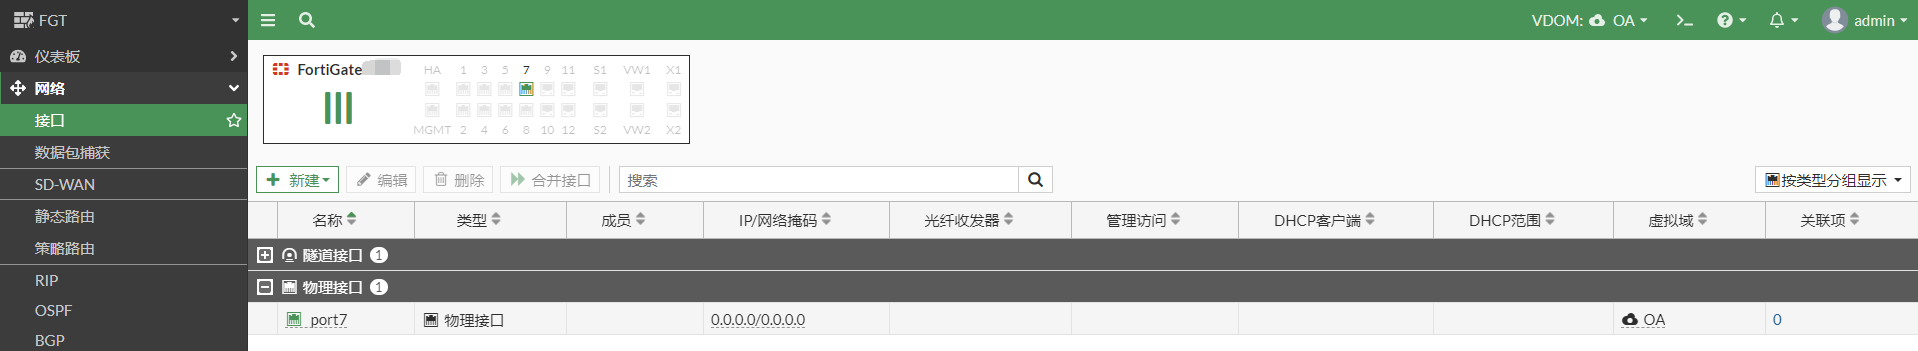 FGT
VDOM: OA
admin
仪表板
网络
接口
数据包捕获
SD-WAN
静态路由
策略路由
RIP
OSPF
BGP
FortiGate
HA 1 3 5 7 9 11 S1 VW1 X1
MGMT 2 4 6 8 10 12 S2 VW2 X2
新建 编辑 删除 合并接口 搜索 按类型分组显示
名称 类型 成员 IP/网络掩码 光纤收发器 管理访问 DHCP客户端 DHCP范围 虚拟域 关联项
隧道接口 1
物理接口 1
port7 物理接口 0.0.0.0/0.0.0.0 OA 0